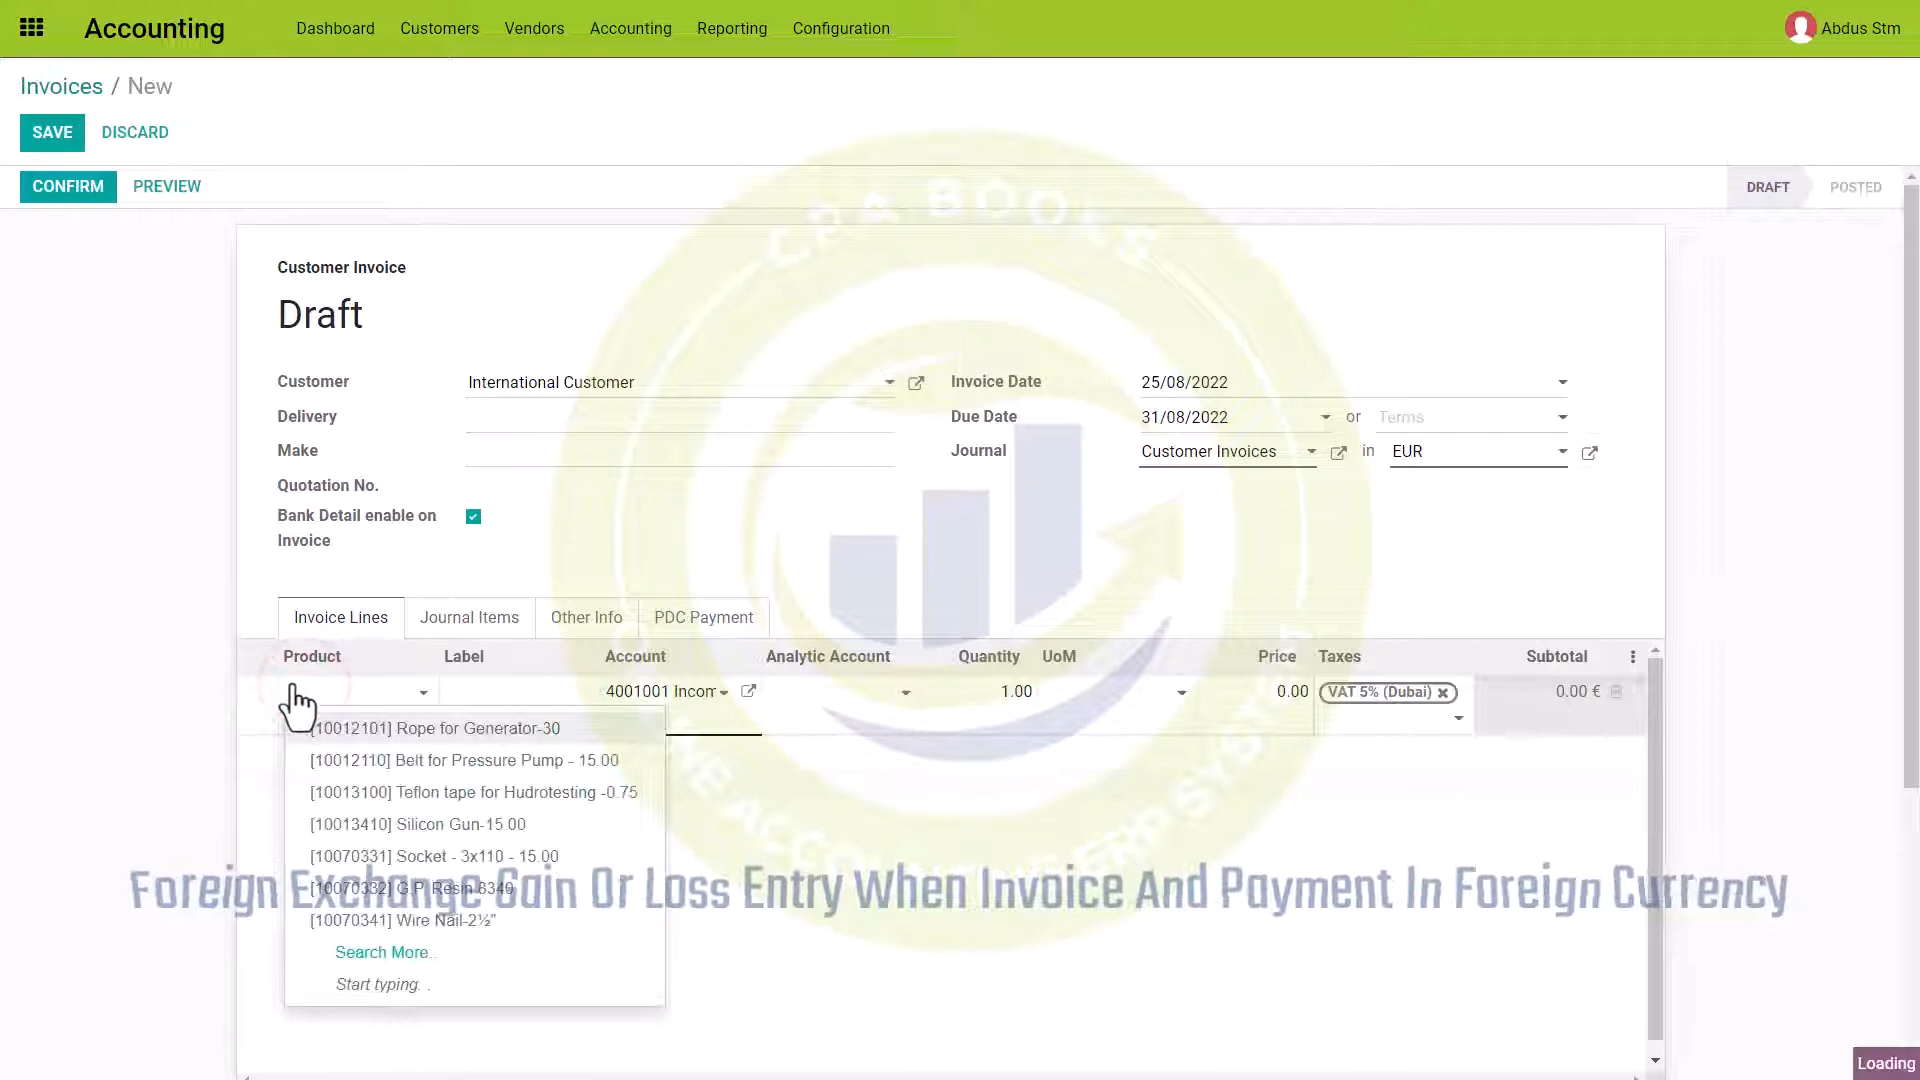 Accounting
Dashboard Customers Vendors Accounting Reporting Configuration
Abdus Stm
Invoices / New
SAVE DISCARD
CONFIRM PREVIEW
DRAFT POSTED
CPA BOOKS
Customer Invoice
Draft
Customer International Customer
Delivery
Make
Quotation No.
Bank Detail enable on
Invoice
Invoice Date 25/08/2022
Due Date 31/08/2022 or Terms
Journal Customer Invoices in EUR
Invoice Lines Journal Items Other Info PDC Payment
Product Label Account Analytic Account Quantity UoM Price Taxes Subtotal
4001001 Incom 1.00 0.00 VAT 5% (Dubai) 0.00 €
[10012101] Rope for Generator-30
[10012110] Belt for Pressure Pump - 15.00
[10013100] Teflon tape for Hudrotesting -0.75
[10013410] Silicon Gun-15.00
[10070331] Socket - 3x110 - 15.00
[10070332] G.P. Resin 8340
[10070341] Wire Nail-2½"
Search More..
Start typing. .
Foreign Exchange Gain Or Loss Entry When Invoice And Payment In Foreign Currency
Loading